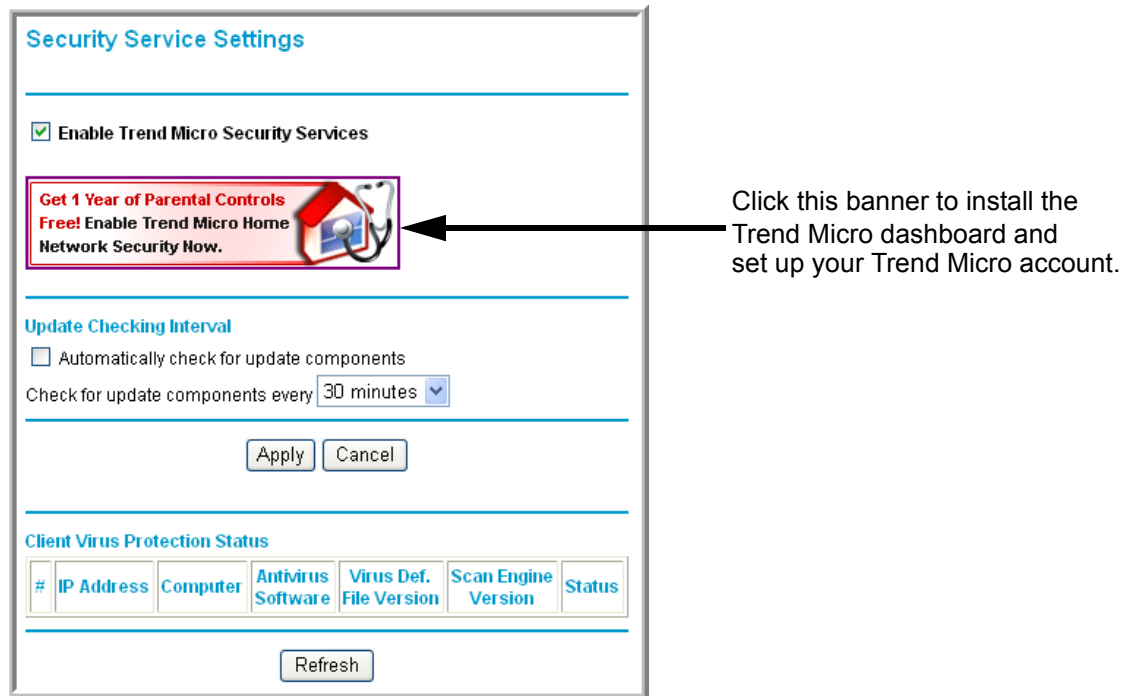 Security Service Settings
Enable Trend Micro Security Services
Get 1 Year of Parental Controls
Free! Enable Trend Micro Home
Network Security Now.
Click this banner to install the
Trend Micro dashboard and
set up your Trend Micro account.
Update Checking Interval
Automatically check for update components
Check for update components every 30 minutes
Apply Cancel
Client Virus Protection Status
# IP Address Computer Antivirus Software Virus Def. File Version Scan Engine Version Status
Refresh